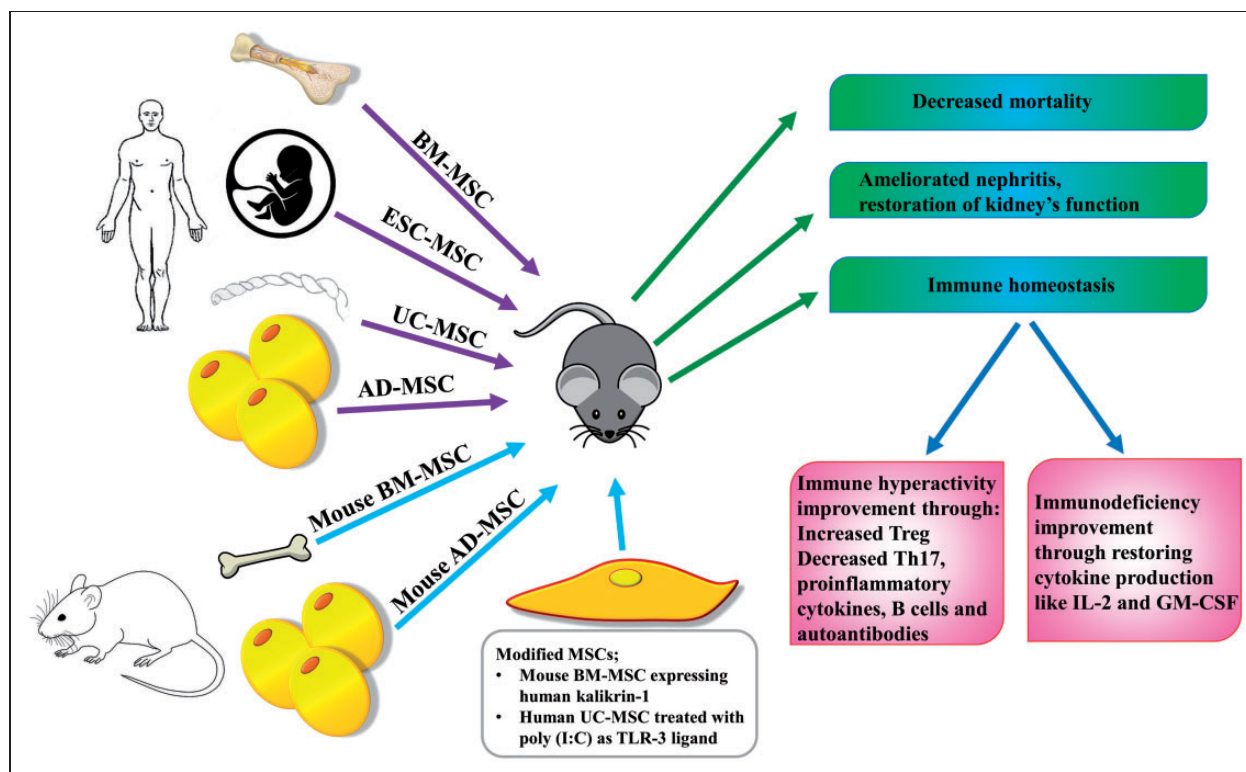 BM-MSC
ESC-MSC
UC-MSC
AD-MSC
Mouse BM-MSC
Mouse AD-MSC
Modified MSCs;
• Mouse BM-MSC expressing
human kalikrin-1
• Human UC-MSC treated with
poly (I:C) as TLR-3 ligand
Decreased mortality
Ameliorated nephritis,
restoration of kidney's function
Immune homeostasis
Immune hyperactivity
improvement through:
Increased Treg
Decreased Th17,
proinflammatory
cytokines, B cells and
autoantibodies
Immunodeficiency
improvement
through restoring
cytokine production
like IL-2 and GM-CSF